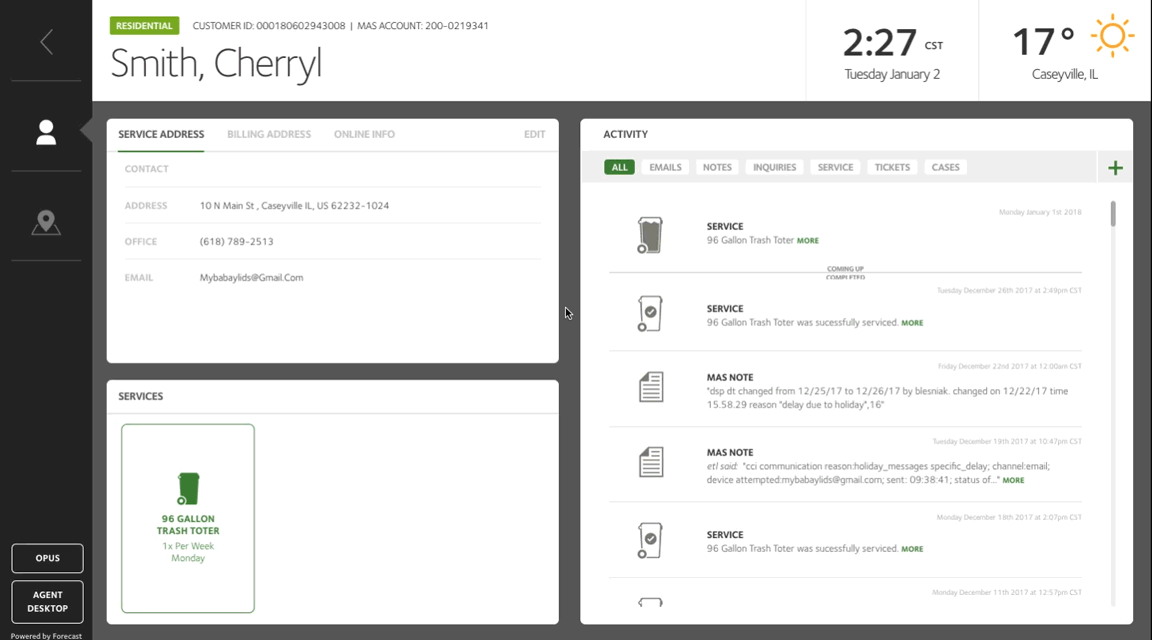 RESIDENTIAL CUSTOMER ID: 000180602943008 | MAS ACCOUNT: 200-0219341
Smith, Cherryl
2:27 CST
Tuesday January 2
17°
Caseyville, IL
SERVICE ADDRESS BILLING ADDRESS ONLINE INFO EDIT
CONTACT
ADDRESS 10 N Main St , Caseyville IL, US 62232-1024
OFFICE (618) 789-2513
EMAIL Mybabaylids@Gmail.Com
SERVICES
96 GALLON
TRASH TOTER
1x Per Week
Monday
ACTIVITY
ALL EMAILS NOTES INQUIRIES SERVICE TICKETS CASES +
Monday January 1st 2018
SERVICE
96 Gallon Trash Toter MORE
COMING UP
COMPLETED
Tuesday December 26th 2017 at 2:49pm CST
SERVICE
96 Gallon Trash Toter was sucessfully serviced. MORE
Friday December 22nd 2017 at 12:00am CST
MAS NOTE
"dsp dt changed from 12/25/17 to 12/26/17 by blesniak. changed on 12/22/17 time
15.58.29 reason "delay due to holiday",16"
Tuesday December 19th 2017 at 10:47pm CST
MAS NOTE
etl said: "cci communication reason:holiday_messages specific_delay; channel:email;
device attempted:mybabaylids@gmail.com; sent: 09:38:41; status of..." MORE
Monday December 18th 2017 at 2:07pm CST
SERVICE
96 Gallon Trash Toter was sucessfully serviced. MORE
Monday December 11th 2017 at 12:57pm CST
OPUS
AGENT
DESKTOP
Powered by Forecast